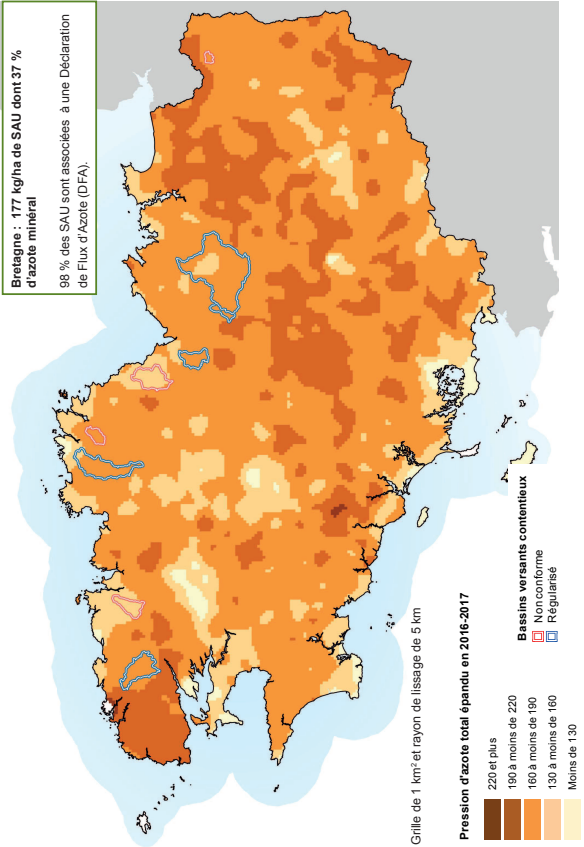 Bretagne : 177 kg/ha de SAU dont 37 %
d'azote minéral
98 % des SAU sont associées à une Déclaration
de Flux d'Azote (DFA).
Grille de 1 km² et rayon de lissage de 5 km
Pression d'azote total épandu en 2016-2017
220 et plus
190 à moins de 220
160 à moins de 190
130 à moins de 160
Moins de 130
Bassins versants contentieux
Non conforme
Régularisé